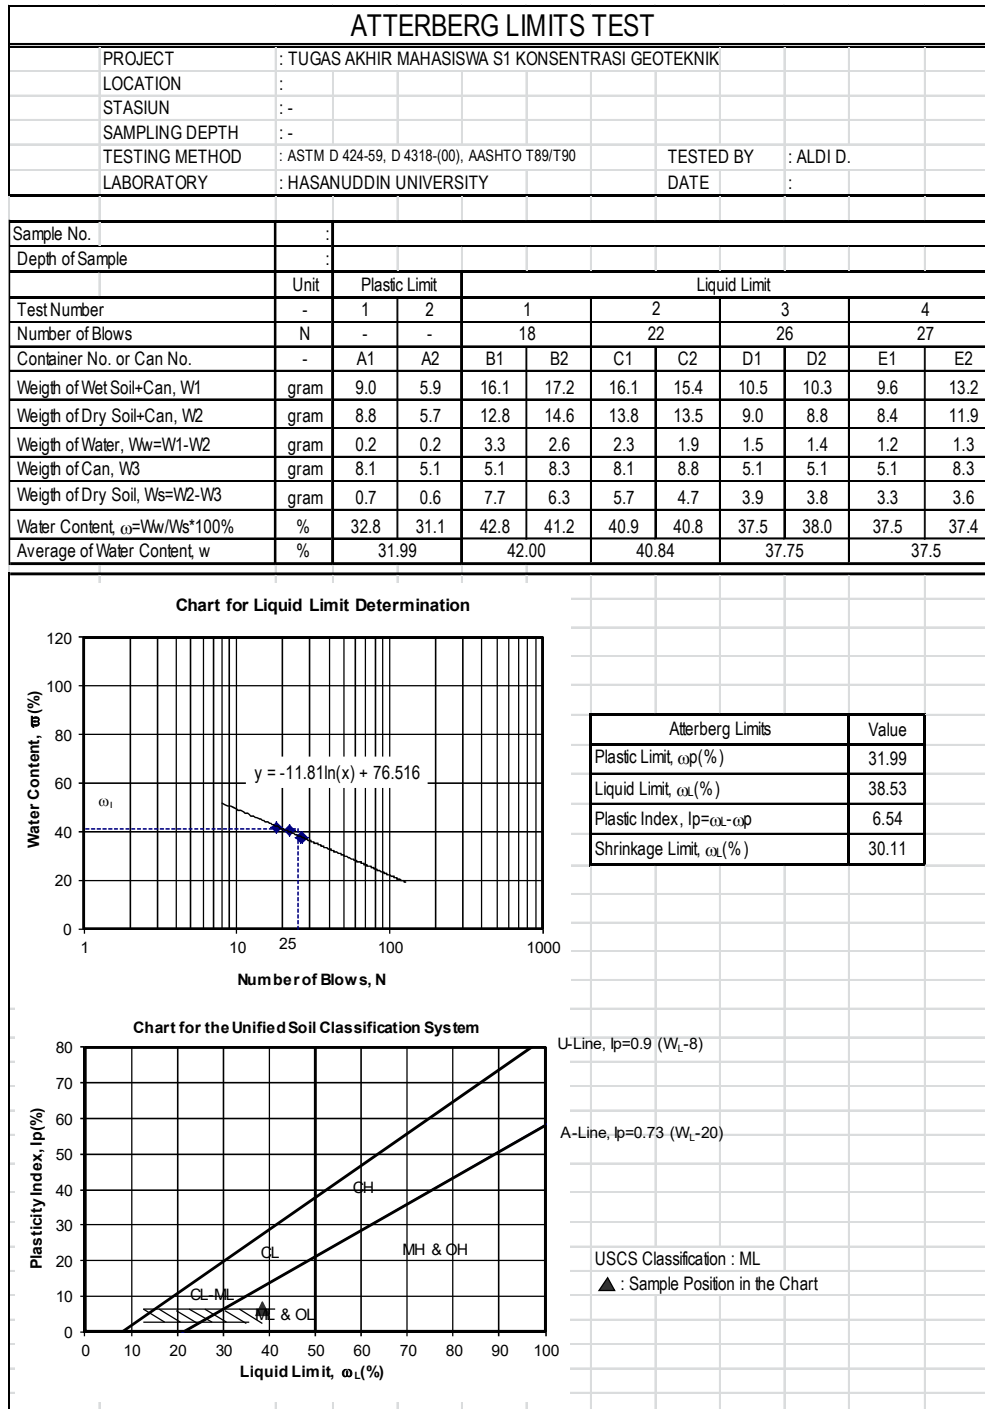 ATTERBERG LIMITS TEST
PROJECT : TUGAS AKHIR MAHASISWA S1 KONSENTRASI GEOTEKNIK
LOCATION :
STASIUN : -
SAMPLING DEPTH : -
TESTING METHOD : ASTM D 424-59, D 4318-(00), AASHTO T89/T90 TESTED BY : ALDI D.
LABORATORY : HASANUDDIN UNIVERSITY DATE :
Sample No. :
Depth of Sample :
Unit Plastic Limit Liquid Limit
Test Number - 1 2 1 2 3 4
Number of Blows N - - 18 22 26 27
Container No. or Can No. - A1 A2 B1 B2 C1 C2 D1 D2 E1 E2
Weigth of Wet Soil+Can, W1 gram 9.0 5.9 16.1 17.2 16.1 15.4 10.5 10.3 9.6 13.2
Weigth of Dry Soil+Can, W2 gram 8.8 5.7 12.8 14.6 13.8 13.5 9.0 8.8 8.4 11.9
Weigth of Water, Ww=W1-W2 gram 0.2 0.2 3.3 2.6 2.3 1.9 1.5 1.4 1.2 1.3
Weigth of Can, W3 gram 8.1 5.1 5.1 8.3 8.1 8.8 5.1 5.1 5.1 8.3
Weigth of Dry Soil, Ws=W2-W3 gram 0.7 0.6 7.7 6.3 5.7 4.7 3.9 3.8 3.3 3.6
Water Content, ω=Ww/Ws*100% % 32.8 31.1 42.8 41.2 40.9 40.8 37.5 38.0 37.5 37.4
Average of Water Content, w % 31.99 42.00 40.84 37.75 37.5
Chart for Liquid Limit Determination
120
100
80
60
40
20
0
Water Content, ϖ(%)
y = -11.81ln(x) + 76.516
ωL
1 10 25 100 1000
Number of Blows, N
Atterberg Limits Value
Plastic Limit, ωp(%) 31.99
Liquid Limit, ωL(%) 38.53
Plastic Index, Ip=ωL-ωp 6.54
Shrinkage Limit, ωL(%) 30.11
Chart for the Unified Soil Classification System
80
70
60
50
40
30
20
10
0
Plasticity Index, Ip(%)
U-Line, Ip=0.9 (WL-8)
A-Line, Ip=0.73 (WL-20)
CH
CL
MH & OH
CL-ML
ML & OL
0 10 20 30 40 50 60 70 80 90 100
Liquid Limit, ωL(%)
USCS Classification : ML
▲ : Sample Position in the Chart